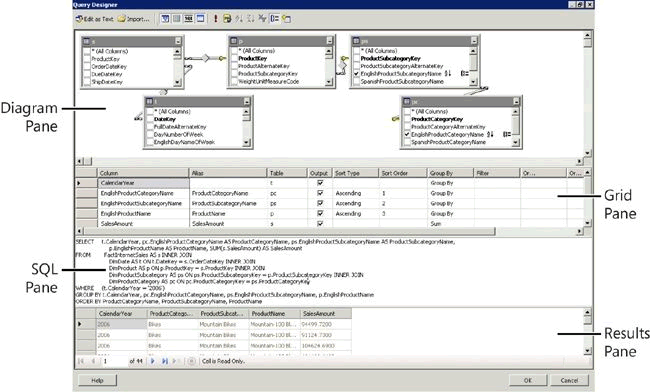 Query Designer
Edit as Text Import...
s
* (All Columns)
ProductKey
OrderDateKey
DueDateKey
ShipDateKey
p
* (All Columns)
ProductKey
ProductAlternateKey
ProductSubcategoryKey
WeightUnitMeasureCode
ps
* (All Columns)
ProductSubcategoryKey
ProductSubcategoryAlternateKey
EnglishProductSubcategoryName
SpanishProductSubcategoryName
Diagram
Pane
t
* (All Columns)
DateKey
FullDateAlternateKey
DayNumberOfWeek
EnglishDayNameOfWeek
pc
* (All Columns)
ProductCategoryKey
ProductCategoryAlternateKey
EnglishProductCategoryName
SpanishProductCategoryName
Column Alias Table Output Sort Type Sort Order Group By Filter Or... Or...
CalendarYear t Group By
EnglishProductCategoryName ProductCategoryName pc Ascending 1 Group By
EnglishProductSubcategoryName ProductSubcategoryName ps Ascending 2 Group By
EnglishProductName ProductName p Ascending 3 Group By
SalesAmount SalesAmount s Sum
Grid
Pane
SQL
Pane
SELECT t.CalendarYear, pc.EnglishProductCategoryName AS ProductCategoryName, ps.EnglishProductSubcategoryName AS ProductSubcategoryName,
p.EnglishProductName AS ProductName, SUM(s.SalesAmount) AS SalesAmount
FROM FactInternetSales AS s INNER JOIN
DimDate AS t ON t.DateKey = s.OrderDateKey INNER JOIN
DimProduct AS p ON p.ProductKey = s.ProductKey INNER JOIN
DimProductSubcategory AS ps ON ps.ProductSubcategoryKey = p.ProductSubcategoryKey INNER JOIN
DimProductCategory AS pc ON pc.ProductCategoryKey = ps.ProductCategoryKey
WHERE (t.CalendarYear = '2006')
GROUP BY t.CalendarYear, pc.EnglishProductCategoryName, ps.EnglishProductSubcategoryName, p.EnglishProductName
ORDER BY ProductCategoryName, ProductSubcategoryName, ProductName
CalendarYear ProductCatego... ProductSubcat... ProductName SalesAmount
2006 Bikes Mountain Bikes Mountain-100 Bl... 94499.7200
2006 Bikes Mountain Bikes Mountain-100 Bl... 91124.7300
2006 Bikes Mountain Bikes Mountain-100 Bl... 104624.6900
Results
Pane
1 of 44 Cell is Read Only.
Help OK Cancel